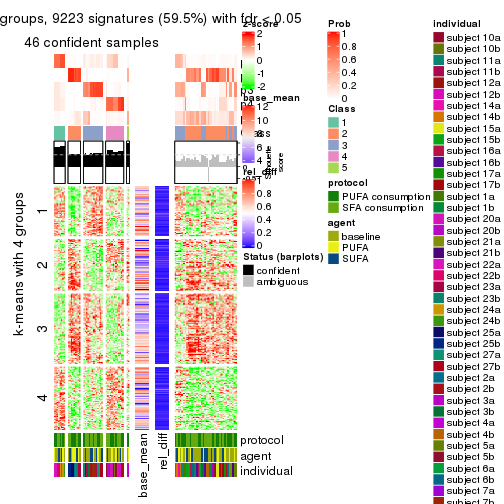 groups, 9223 signatures (59.5%) with fdr < 0.05
46 confident samples
z-score
2
1
0
-1
-2
base_mean
12
10
8
6
4
rel_diff
1
0.8
0.6
0.4
0.2
0
Status (barplots)
confident
ambiguous
Silhouette
score
k-means with 4 groups
1
2
3
4
base_mean
rel_diff
protocol
agent
individual
Prob
1
0.8
0.6
0.4
0.2
0
Class
1
2
3
4
5
protocol
PUFA consumption
SFA consumption
agent
baseline
PUFA
SUFA
individual
subject 10a
subject 10b
subject 11a
subject 11b
subject 12a
subject 12b
subject 14a
subject 14b
subject 15a
subject 15b
subject 16a
subject 16b
subject 17a
subject 17b
subject 1a
subject 1b
subject 20a
subject 20b
subject 21a
subject 21b
subject 22a
subject 22b
subject 23a
subject 23b
subject 24a
subject 24b
subject 25a
subject 25b
subject 27a
subject 27b
subject 2a
subject 2b
subject 3a
subject 3b
subject 4a
subject 4b
subject 5a
subject 5b
subject 6a
subject 6b
subject 7a
subject 7b